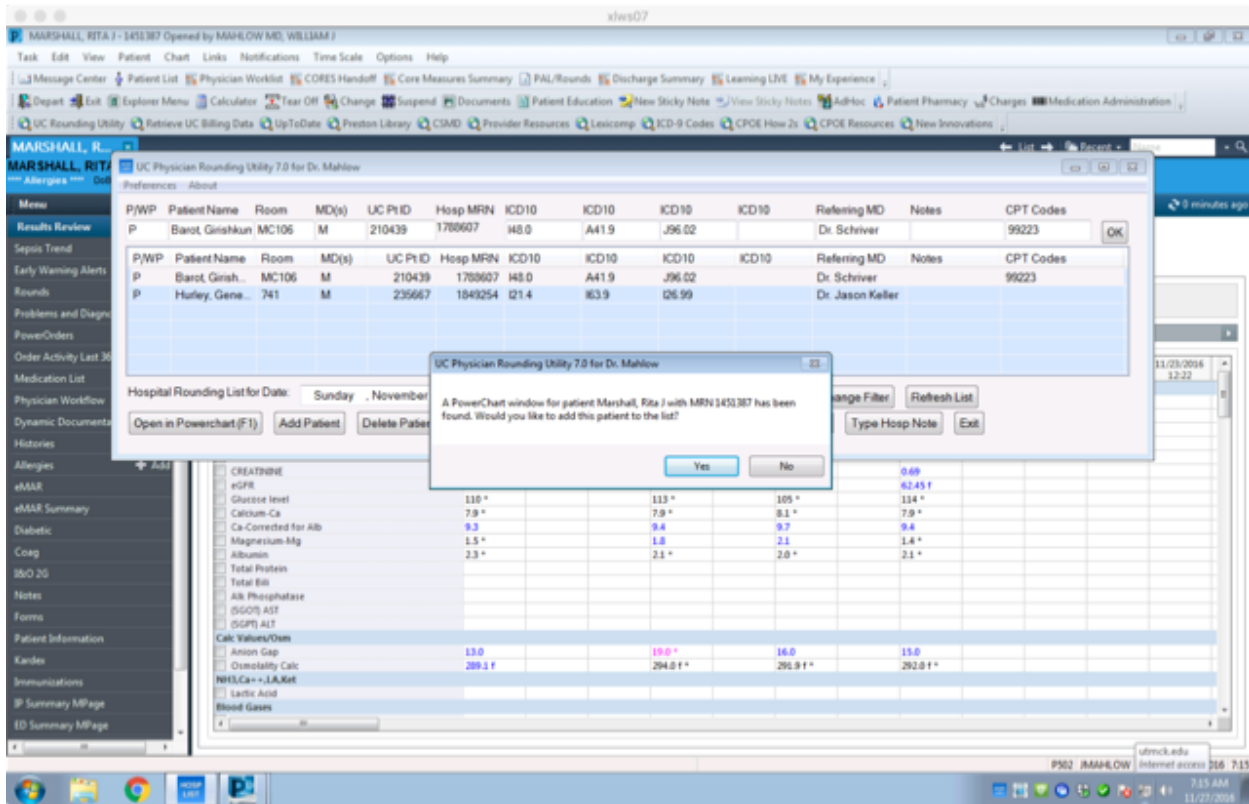 xlws07
MARSHALL, RITA J - 1451387 Opened by MAHLOW MD, WILLIAM J
Task Edit View Patient Chart Links Notifications Time Scale Options Help
Message Center Patient List Physician Worklist CORES Handoff Core Measures Summary PAL/Rounds Discharge Summary Learning LIVE My Experience
Depart Exit Explorer Menu Calculator Tear Off Change Suspend Documents Patient Education New Sticky Note View Sticky Notes AdHoc Patient Pharmacy Charges Medication Administration
UC Rounding Utility Retrieve UC Billing Data UpToDate Preston Library CSMD Provider Resources Lexicomp ICD-9 Codes CPOE How 2s CPOE Resources New Innovations
MARSHALL, R... List Recent Name
MARSHALL, RITA
**** Allergies ****
UC Physician Rounding Utility 7.0 for Dr. Mahlow
Preferences About
Menu 0 minutes ago
P/WP Patient Name Room MD(s) UC Pt ID Hosp MRN ICD10 ICD10 ICD10 ICD10 Referring MD Notes CPT Codes
P Barot, Girishkun MC106 M 210439 1788607 I48.0 A41.9 J96.02 Dr. Schriver 99223 OK
P/WP Patient Name Room MD(s) UC Pt ID Hosp MRN ICD10 ICD10 ICD10 ICD10 Referring MD Notes CPT Codes
P Barot, Girish... MC106 M 210439 1788607 I48.0 A41.9 J96.02 Dr. Schriver 99223
P Hurley, Gene... 741 M 235667 1849254 I21.4 I63.9 I26.99 Dr. Jason Keller
Hospital Rounding List for Date: Sunday , November ange Filter Refresh List
Open in Powerchart (F1) Add Patient Delete Patie Type Hosp Note Exit
UC Physician Rounding Utility 7.0 for Dr. Mahlow
A PowerChart window for patient Marshall, Rita J with MRN 1451387 has been
found. Would you like to add this patient to the list?
Yes No
11/23/2016
12:22
Results Review
Sepsis Trend
Early Warning Alerts
Rounds
Problems and Diagno
PowerOrders
Order Activity Last 36
Medication List
Physician Workflow
Dynamic Documenta
Histories
Allergies + Add
eMAR
eMAR Summary
Diabetic
Coag
I&O 2G
Notes
Forms
Patient Information
Kardex
Immunizations
IP Summary MPage
ED Summary MPage
CREATININE 0.69
eGFR 62.45 f
Glucose level 110 * 113 * 105 * 114 *
Calcium-Ca 7.9 * 7.9 * 8.1 * 7.9 *
Ca-Corrected for Alb 9.3 9.4 9.7 9.4
Magnesium-Mg 1.5 * 1.8 2.1 1.4 *
Albumin 2.3 * 2.1 * 2.0 * 2.1 *
Total Protein
Total Bili
Alk Phosphatase
(SGOT) AST
(SGPT) ALT
Calc Values/Osm
Anion Gap 13.0 19.0 * 16.0 15.0
Osmolality Calc 289.1 f 294.0 f * 291.9 f * 292.0 f *
NH3,Ca++,LA,Ket
Lactic Acid
Blood Gases
utmck.edu
Internet access
P502 JMAHLOW 016 7:15
HOSP
LIST
7:15 AM
11/27/2016